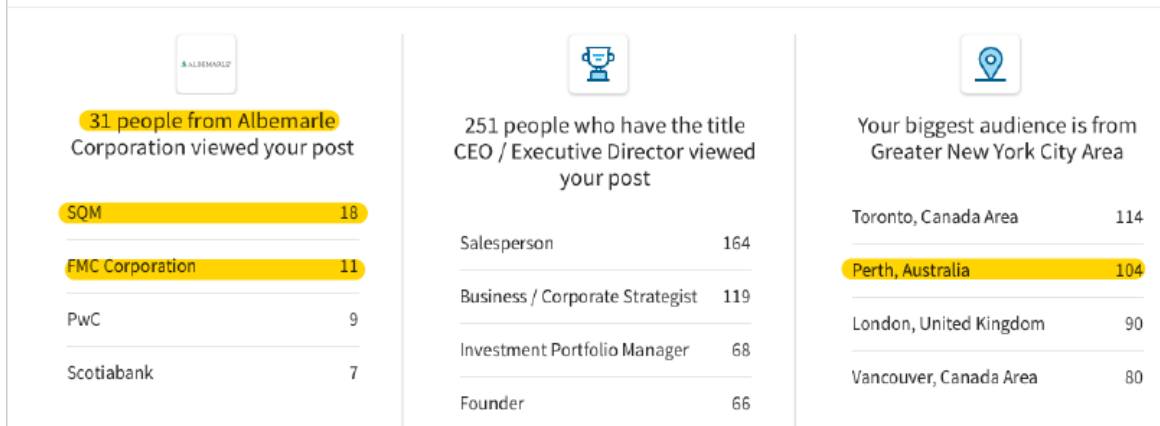 ALBEMARLE
31 people from Albemarle
Corporation viewed your post
SQM 18
FMC Corporation 11
PwC 9
Scotiabank 7
251 people who have the title
CEO / Executive Director viewed
your post
Salesperson 164
Business / Corporate Strategist 119
Investment Portfolio Manager 68
Founder 66
Your biggest audience is from
Greater New York City Area
Toronto, Canada Area 114
Perth, Australia 104
London, United Kingdom 90
Vancouver, Canada Area 80